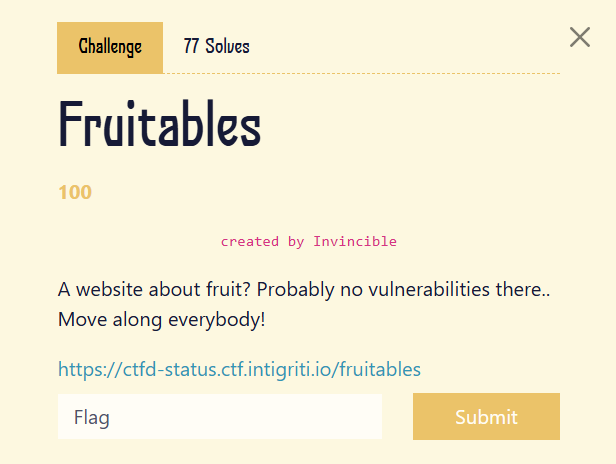 Challenge
77 Solves
Fruitables
100
created by Invincible
A website about fruit? Probably no vulnerabilities there..
Move along everybody!
https://ctfd-status.ctf.intigriti.io/fruitables
Flag
Submit